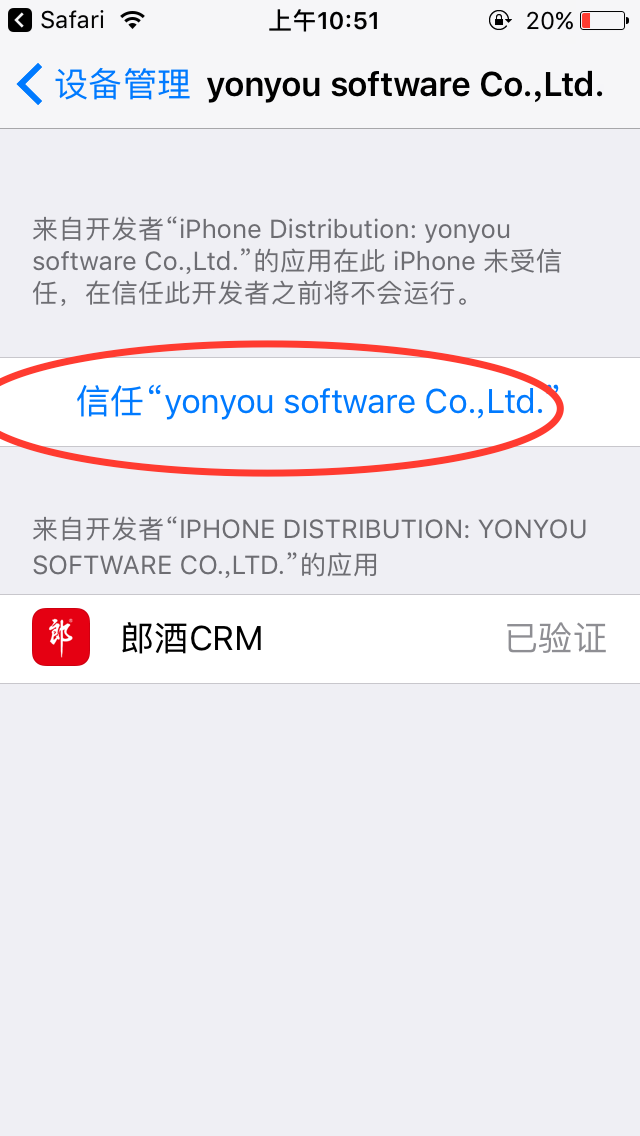 Safari 上午10:51 20%
设备管理 yonyou software Co.,Ltd.
来自开发者“iPhone Distribution: yonyou
software Co.,Ltd.”的应用在此 iPhone 未受信
任，在信任此开发者之前将不会运行。
信任“yonyou software Co.,Ltd.”
来自开发者“IPHONE DISTRIBUTION: YONYOU
SOFTWARE CO.,LTD.”的应用
郎
郎酒CRM 已验证